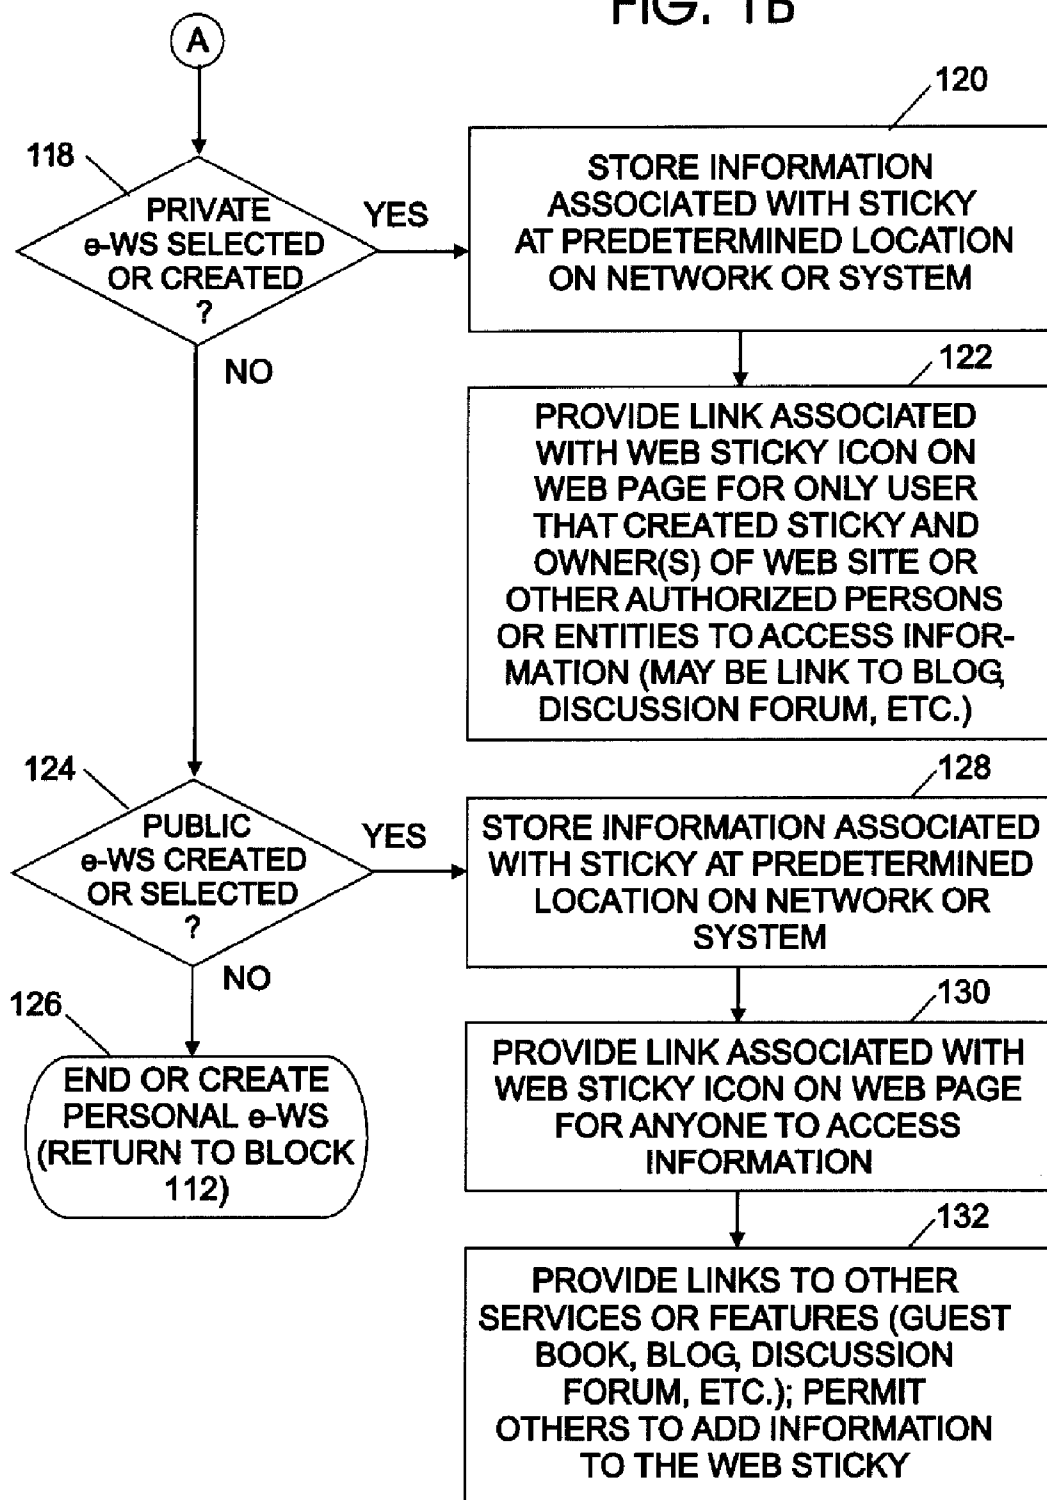 FIG. 1B
A
118
PRIVATE
e-WS SELECTED
OR CREATED
?
YES
NO
120
STORE INFORMATION
ASSOCIATED WITH STICKY
AT PREDETERMINED LOCATION
ON NETWORK OR SYSTEM
122
PROVIDE LINK ASSOCIATED
WITH WEB STICKY ICON ON
WEB PAGE FOR ONLY USER
THAT CREATED STICKY AND
OWNER(S) OF WEB SITE OR
OTHER AUTHORIZED PERSONS
OR ENTITIES TO ACCESS INFOR-
MATION (MAY BE LINK TO BLOG,
DISCUSSION FORUM, ETC.)
124
PUBLIC
e-WS CREATED
OR SELECTED
?
YES
NO
126
END OR CREATE
PERSONAL e-WS
(RETURN TO BLOCK
112)
128
STORE INFORMATION ASSOCIATED
WITH STICKY AT PREDETERMINED
LOCATION ON NETWORK OR
SYSTEM
130
PROVIDE LINK ASSOCIATED WITH
WEB STICKY ICON ON WEB PAGE
FOR ANYONE TO ACCESS
INFORMATION
132
PROVIDE LINKS TO OTHER
SERVICES OR FEATURES (GUEST
BOOK, BLOG, DISCUSSION
FORUM, ETC.); PERMIT
OTHERS TO ADD INFORMATION
TO THE WEB STICKY